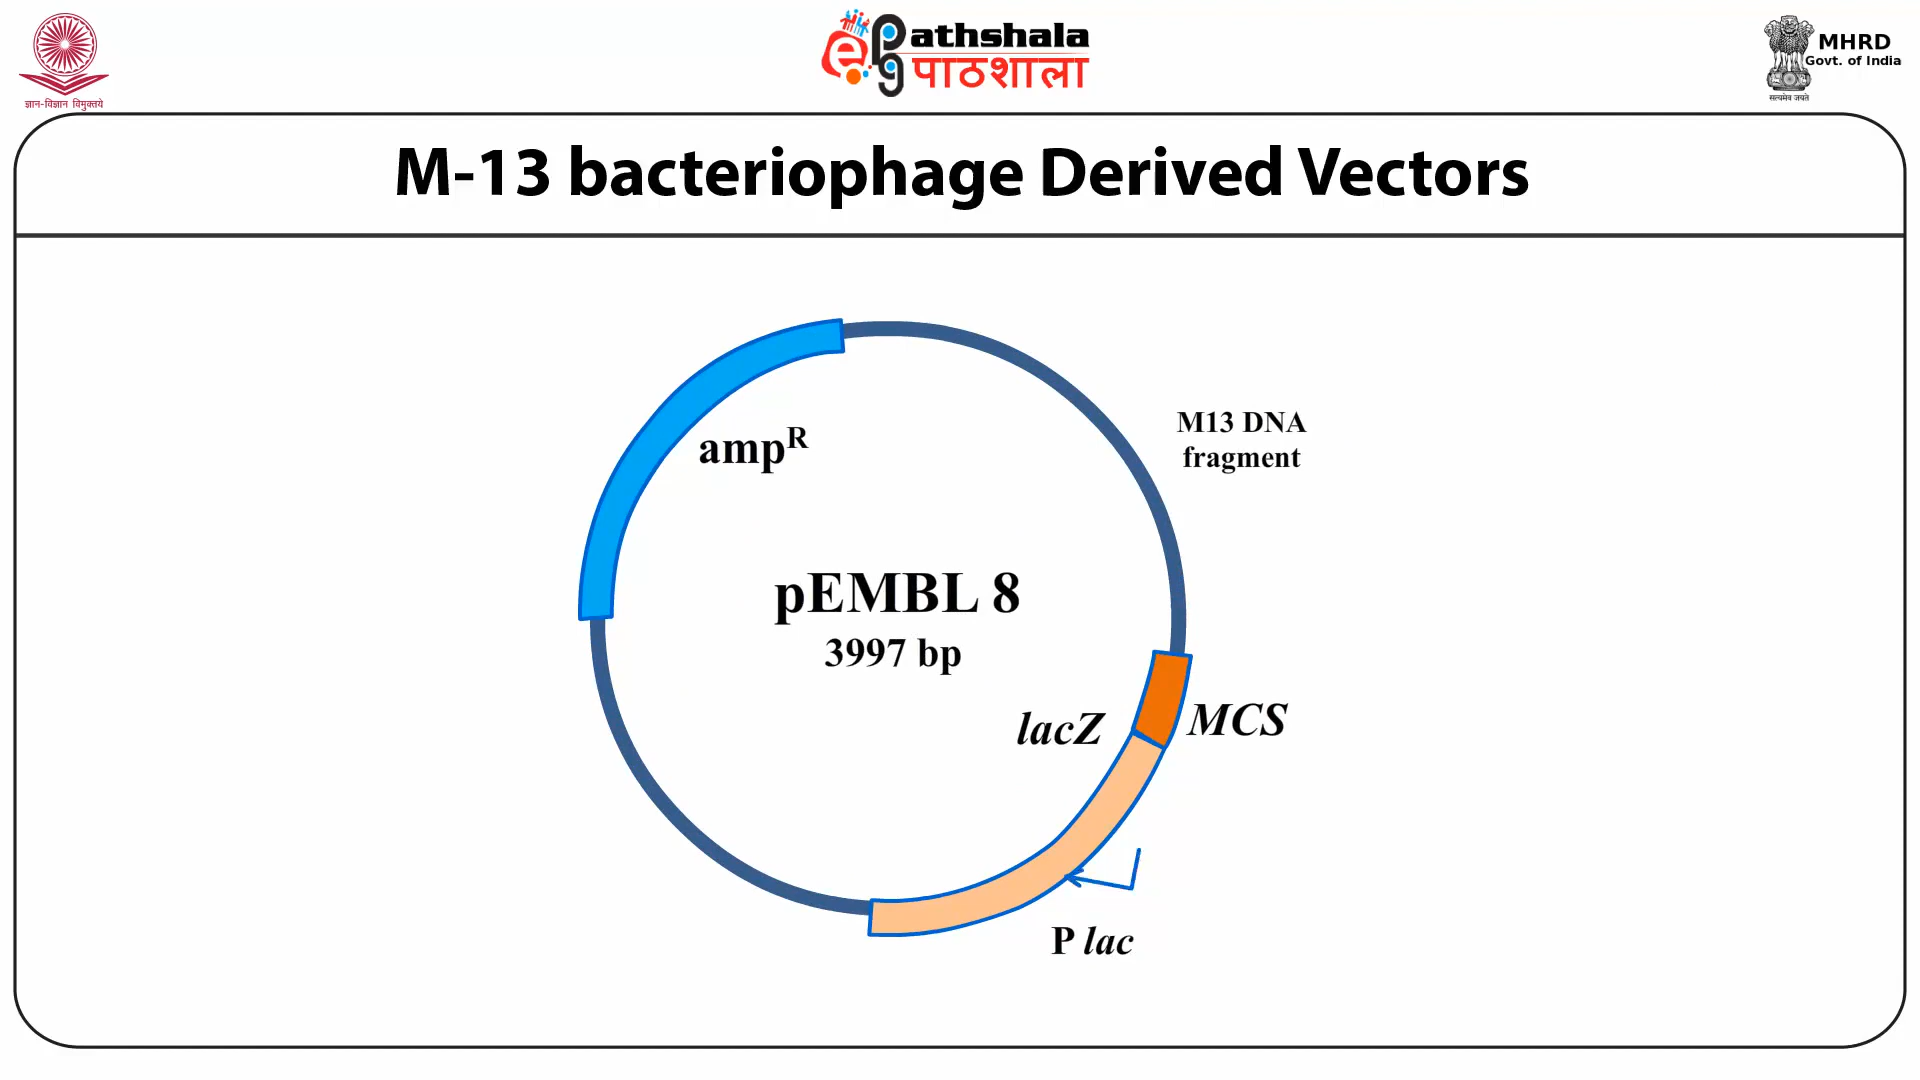 ज्ञान-विज्ञान विमुक्तये
ePathshala
पाठशाला
MHRD
Govt. of India
सत्यमेव जयते
M-13 bacteriophage Derived Vectors
M13 DNA
fragment
ampR
pEMBL 8
3997 bp
lacZ
MCS
P lac